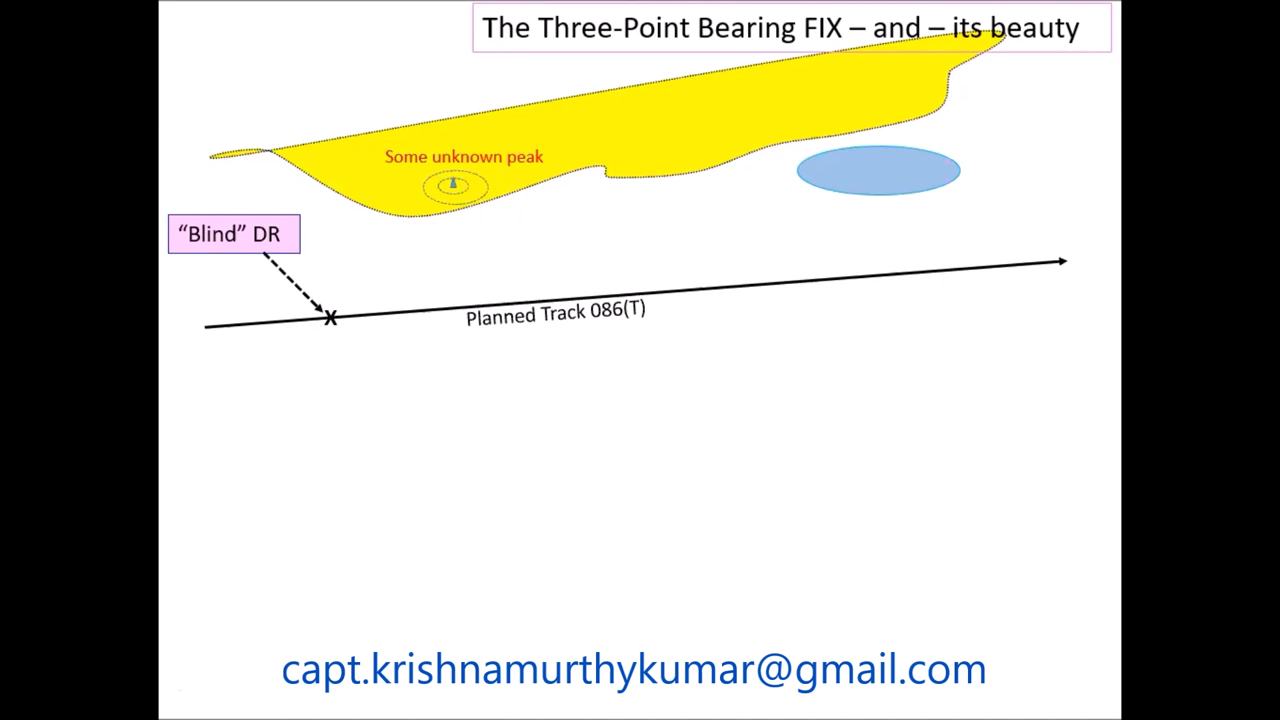 The Three-Point Bearing FIX – and – its beauty
Some unknown peak
“Blind” DR
X
Planned Track 086(T)
capt.krishnamurthykumar@gmail.com